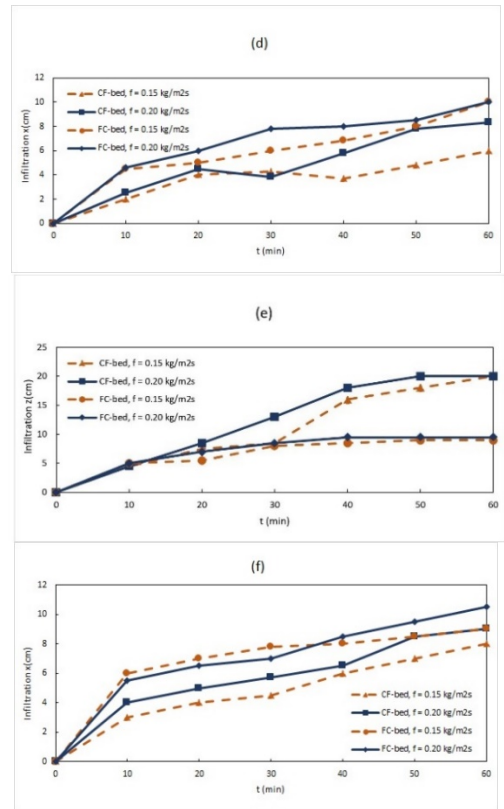 (d)
12
10
8
6
4
2
0
Infiltration x(cm)
CF-bed, f = 0.15 kg/m2s
CF-bed, f = 0.20 kg/m2s
FC-bed, f = 0.15 kg/m2s
FC-bed, f = 0.20 kg/m2s
0 10 20 30 40 50 60
t (min)
(e)
25
20
15
10
5
0
Infiltration z(cm)
CF-bed, f = 0.15 kg/m2s
CF-bed, f = 0.20 kg/m2s
FC-bed, f = 0.15 kg/m2s
FC-bed, f = 0.20 kg/m2s
0 10 20 30 40 50 60
t (min)
(f)
12
10
8
6
4
2
0
Infiltration x(cm)
CF-bed, f = 0.15 kg/m2s
CF-bed, f = 0.20 kg/m2s
FC-bed, f = 0.15 kg/m2s
FC-bed, f = 0.20 kg/m2s
0 10 20 30 40 50 60
t (min)